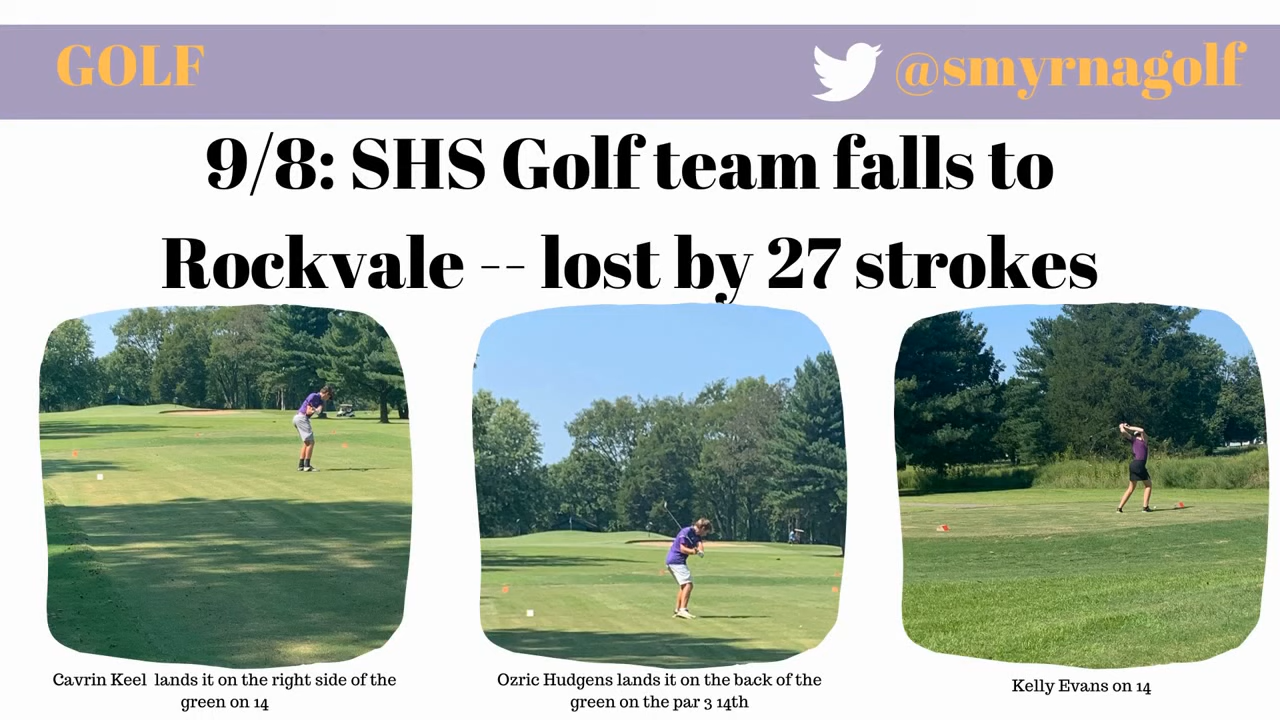 GOLF
@smyrnagolf
9/8: SHS Golf team falls to
Rockvale -- lost by 27 strokes
Cavrin Keel lands it on the right side of the
green on 14
Ozric Hudgens lands it on the back of the
green on the par 3 14th
Kelly Evans on 14